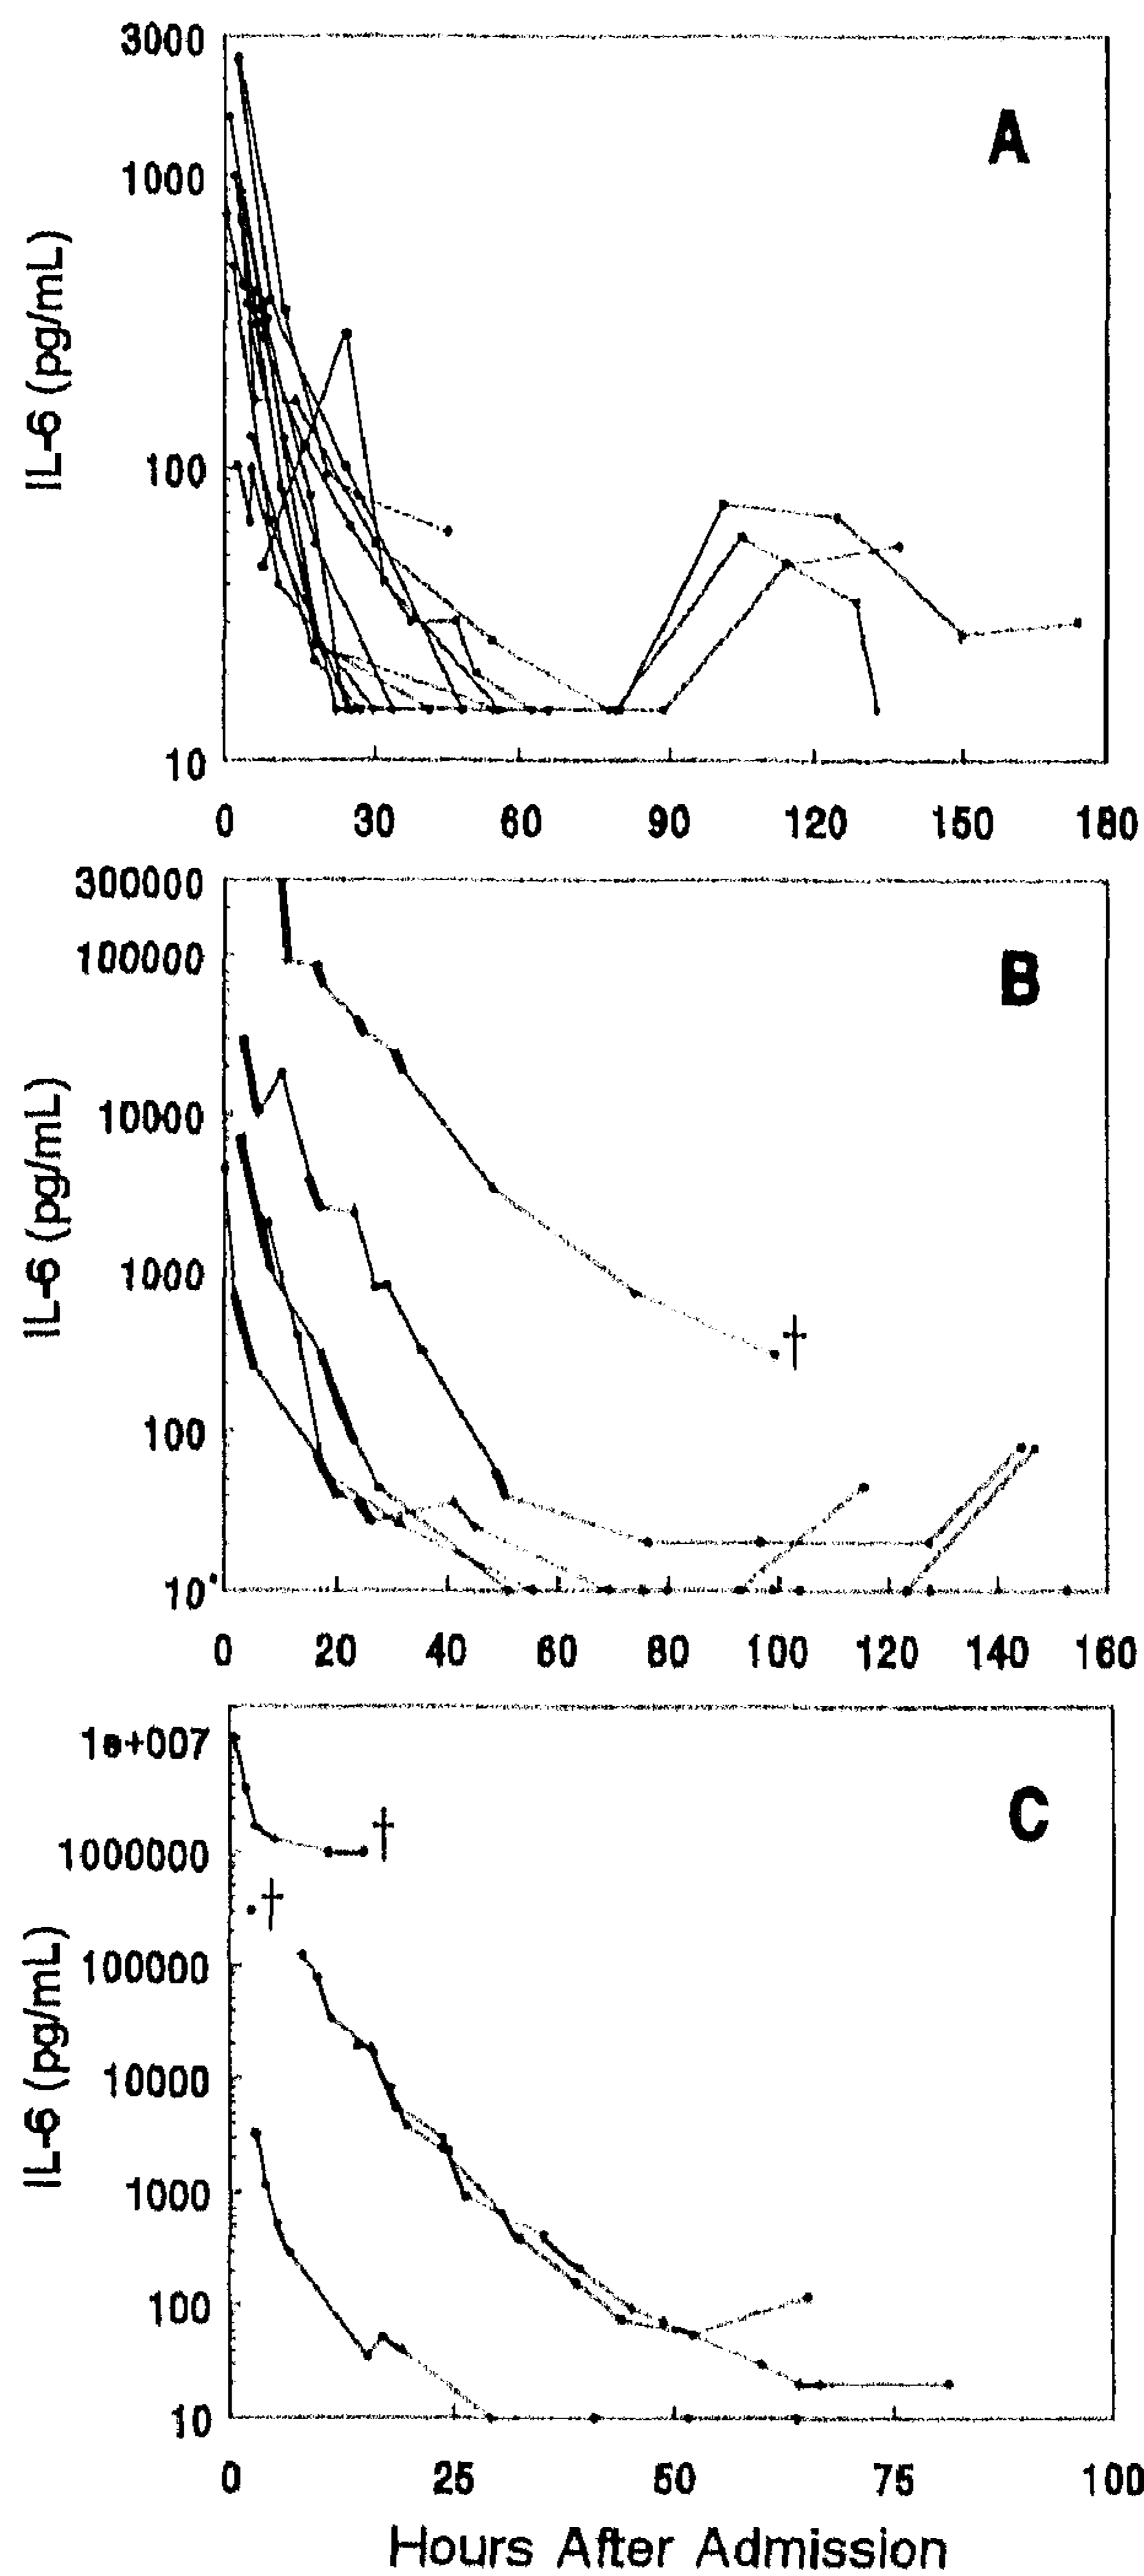 3000
A
1000
IL-6 (pg/mL)
100
10
0 30 60 90 120 150 180
300000
100000
B
10000
IL-6 (pg/mL)
1000
†
100
10
0 20 40 60 80 100 120 140 160
1e+007
C
†
1000000
†
100000
IL-6 (pg/mL)
10000
1000
100
10
0 25 50 75 100
Hours After Admission